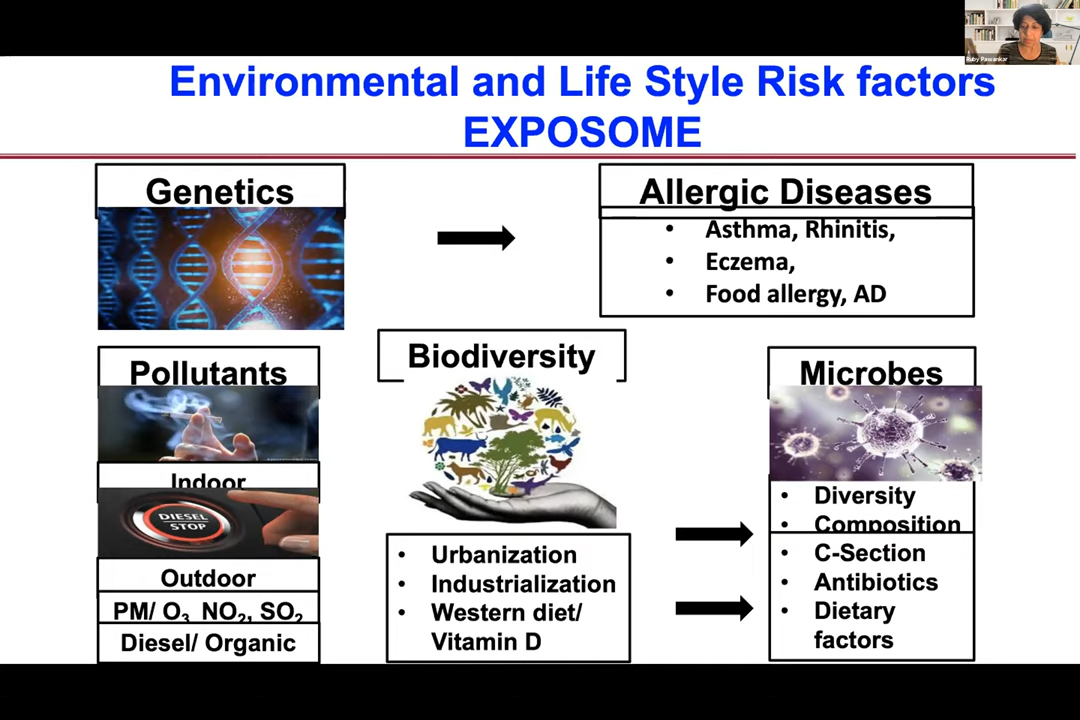 Ruby Pawankar
Environmental and Life Style Risk factors
EXPOSOME
Genetics
Allergic Diseases
• Asthma, Rhinitis,
• Eczema,
• Food allergy, AD
Pollutants
Indoor
DIESEL
STOP
Outdoor
PM/ O₃ NO₂, SO₂
Diesel/ Organic
Biodiversity
• Urbanization
• Industrialization
• Western diet/
Vitamin D
Microbes
• Diversity
• Composition
• C-Section
• Antibiotics
• Dietary
factors